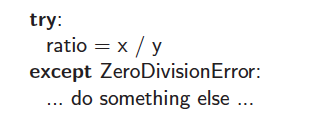 try:
ratio = x / y
except ZeroDivisionError:
... do something else ...